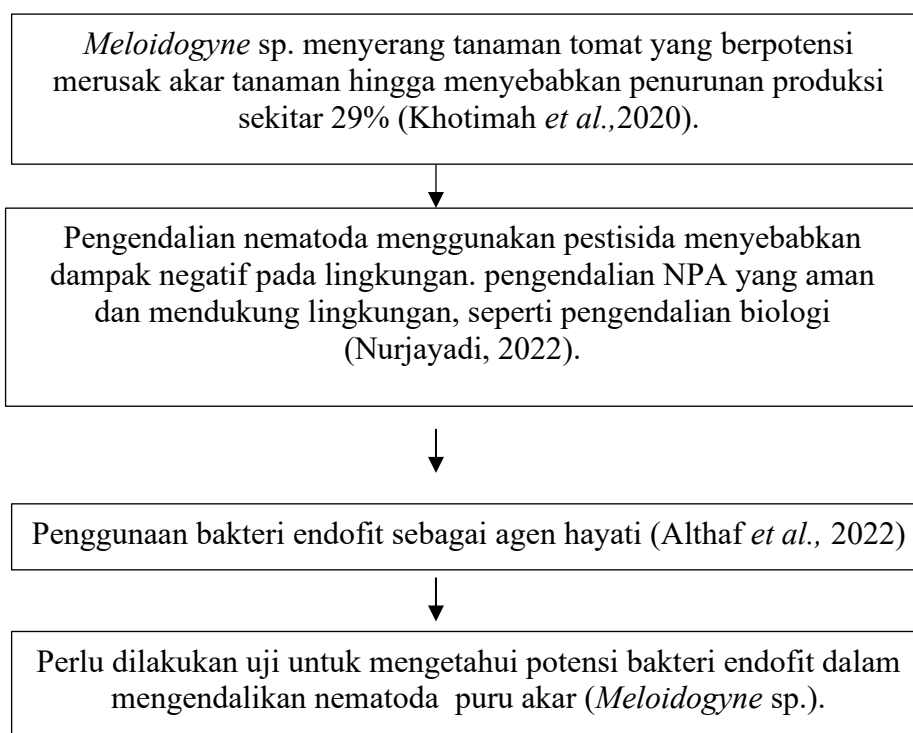 Meloidogyne sp. menyerang tanaman tomat yang berpotensi
merusak akar tanaman hingga menyebabkan penurunan produksi
sekitar 29% (Khotimah et al.,2020).
Pengendalian nematoda menggunakan pestisida menyebabkan
dampak negatif pada lingkungan. pengendalian NPA yang aman
dan mendukung lingkungan, seperti pengendalian biologi
(Nurjayadi, 2022).
Penggunaan bakteri endofit sebagai agen hayati (Althaf et al., 2022)
Perlu dilakukan uji untuk mengetahui potensi bakteri endofit dalam
mengendalikan nematoda puru akar (Meloidogyne sp.).